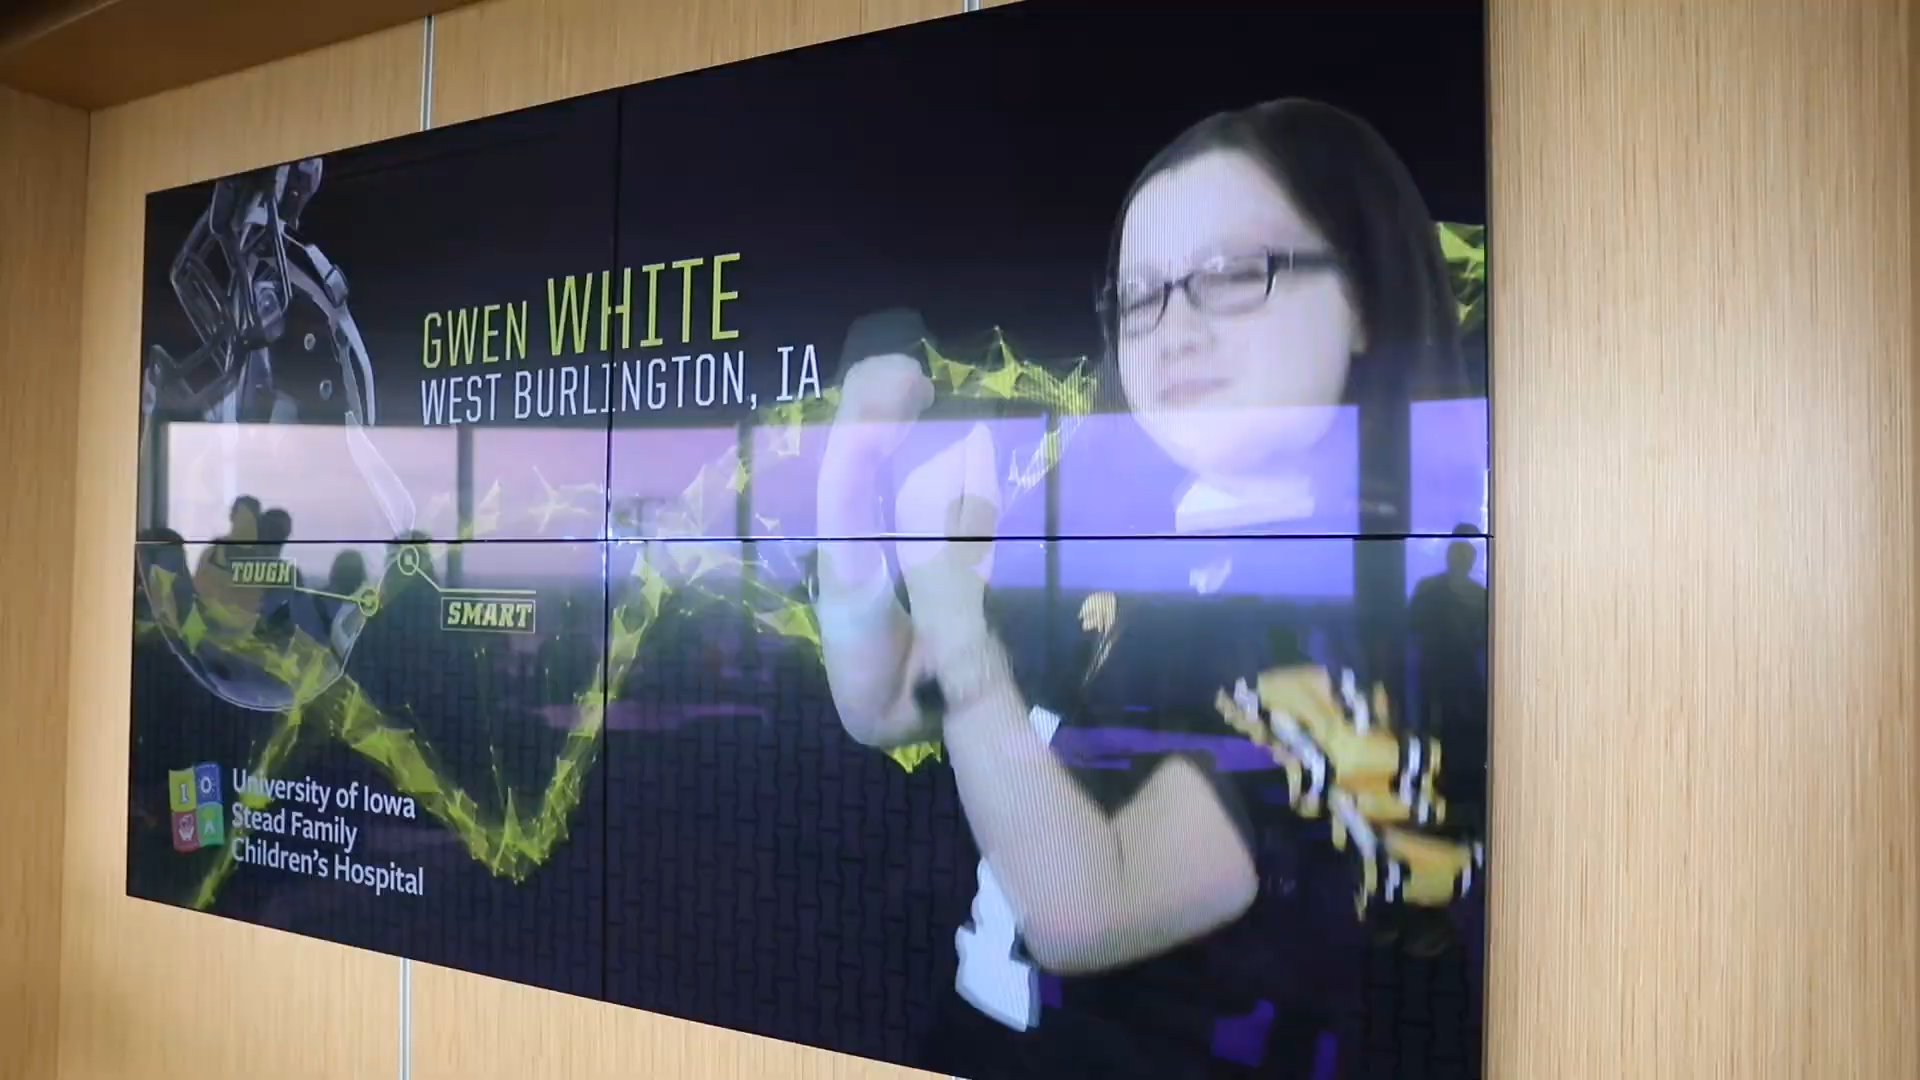 GWEN WHITE
WEST BURLINGTON, IA
TOUGH
SMART
I
University of Iowa
Stead Family
Children's Hospital